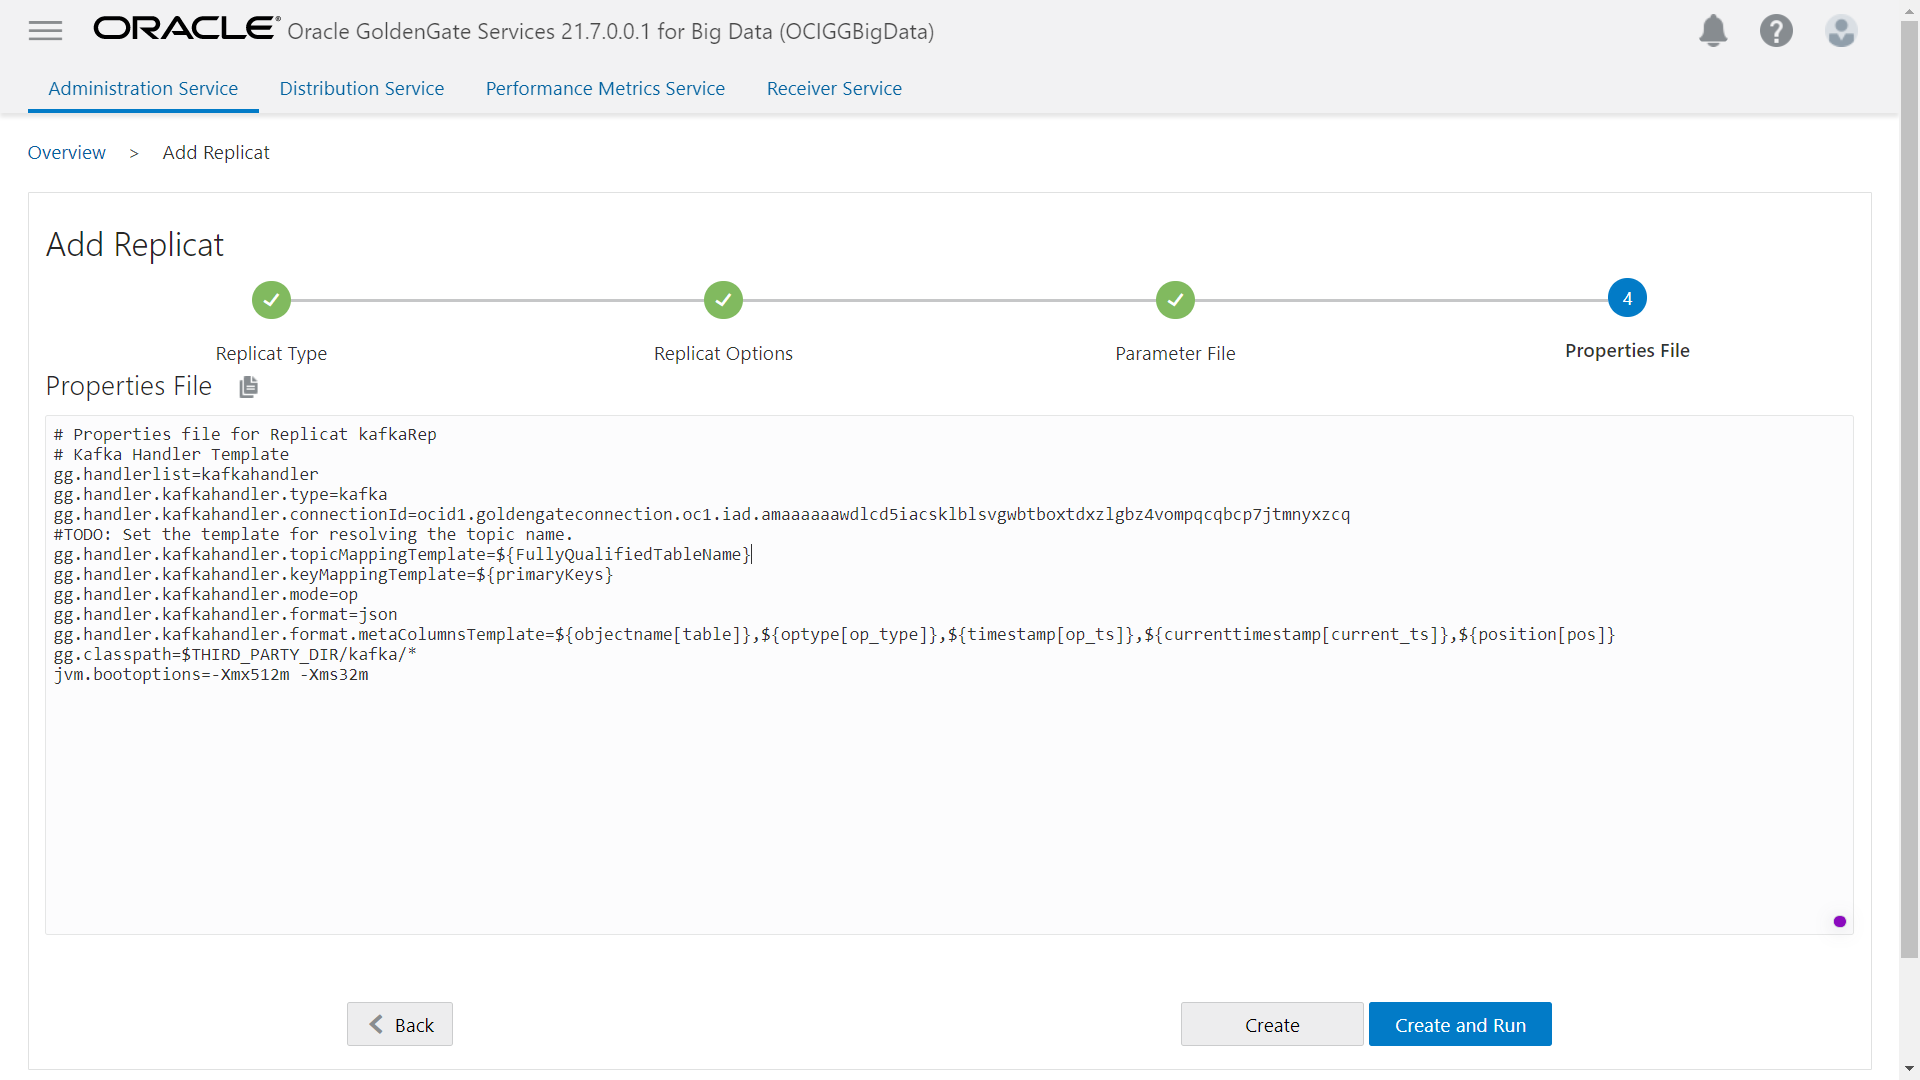 ORACLE® Oracle GoldenGate Services 21.7.0.0.1 for Big Data (OCIGGBigData)
?
Administration Service Distribution Service Performance Metrics Service Receiver Service
Overview > Add Replicat
Add Replicat
4
Replicat Type Replicat Options Parameter File Properties File
Properties File
# Properties file for Replicat kafkaRep
# Kafka Handler Template
gg.handlerlist=kafkahandler
gg.handler.kafkahandler.type=kafka
gg.handler.kafkahandler.connectionId=ocid1.goldengateconnection.oc1.iad.amaaaaaawdlcd5iacsklblsvgwbtboxtdxzlgbz4vompqcqbcp7jtmnyxzcq
#TODO: Set the template for resolving the topic name.
gg.handler.kafkahandler.topicMappingTemplate=${FullyQualifiedTableName}
gg.handler.kafkahandler.keyMappingTemplate=${primaryKeys}
gg.handler.kafkahandler.mode=op
gg.handler.kafkahandler.format=json
gg.handler.kafkahandler.format.metaColumnsTemplate=${objectname[table]},${optype[op_type]},${timestamp[op_ts]},${currenttimestamp[current_ts]},${position[pos]}
gg.classpath=$THIRD_PARTY_DIR/kafka/*
jvm.bootoptions=-Xmx512m -Xms32m
Back Create Create and Run